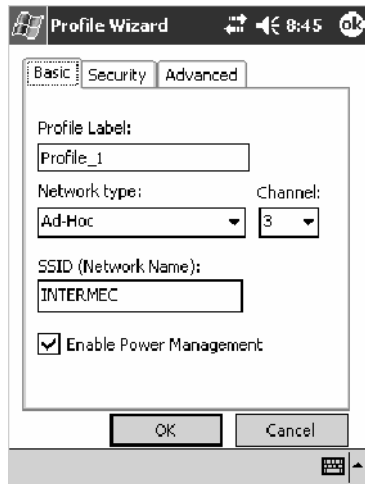 Profile Wizard 8:45 ok
Basic Security Advanced
Profile Label:
Profile_1
Network type: Channel:
Ad-Hoc 3
SSID (Network Name):
INTERMEC
Enable Power Management
OK Cancel